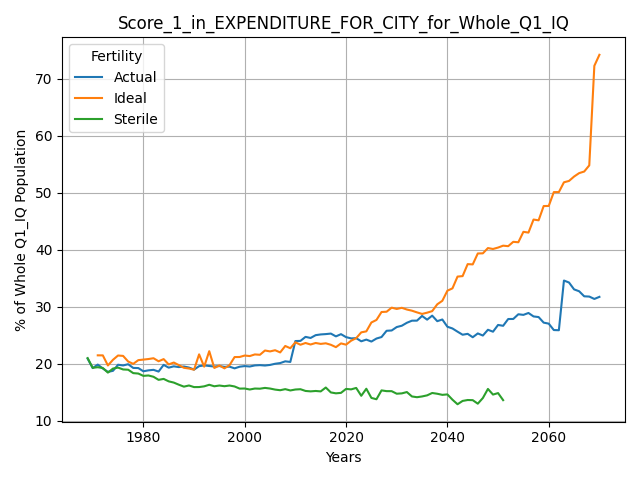 Score_1_in_EXPENDITURE_FOR_CITY_for_Whole_Q1_IQ
Fertility
Actual
Ideal
Sterile
% of Whole Q1_IQ Population
70
60
50
40
30
20
10
1980 2000 2020 2040 2060
Years